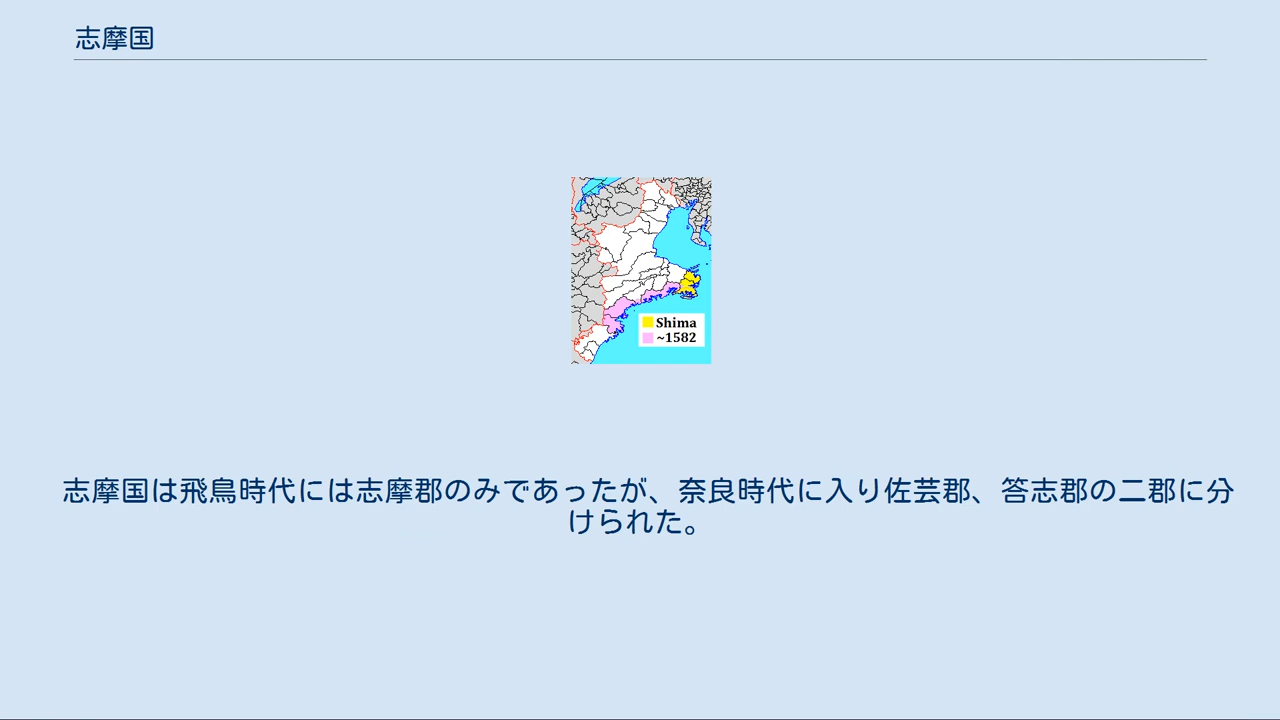 志摩国
Shima
~1582
志摩国は飛鳥時代には志摩郡のみであったが、奈良時代に入り佐芸郡、答志郡の二郡に分
けられた。